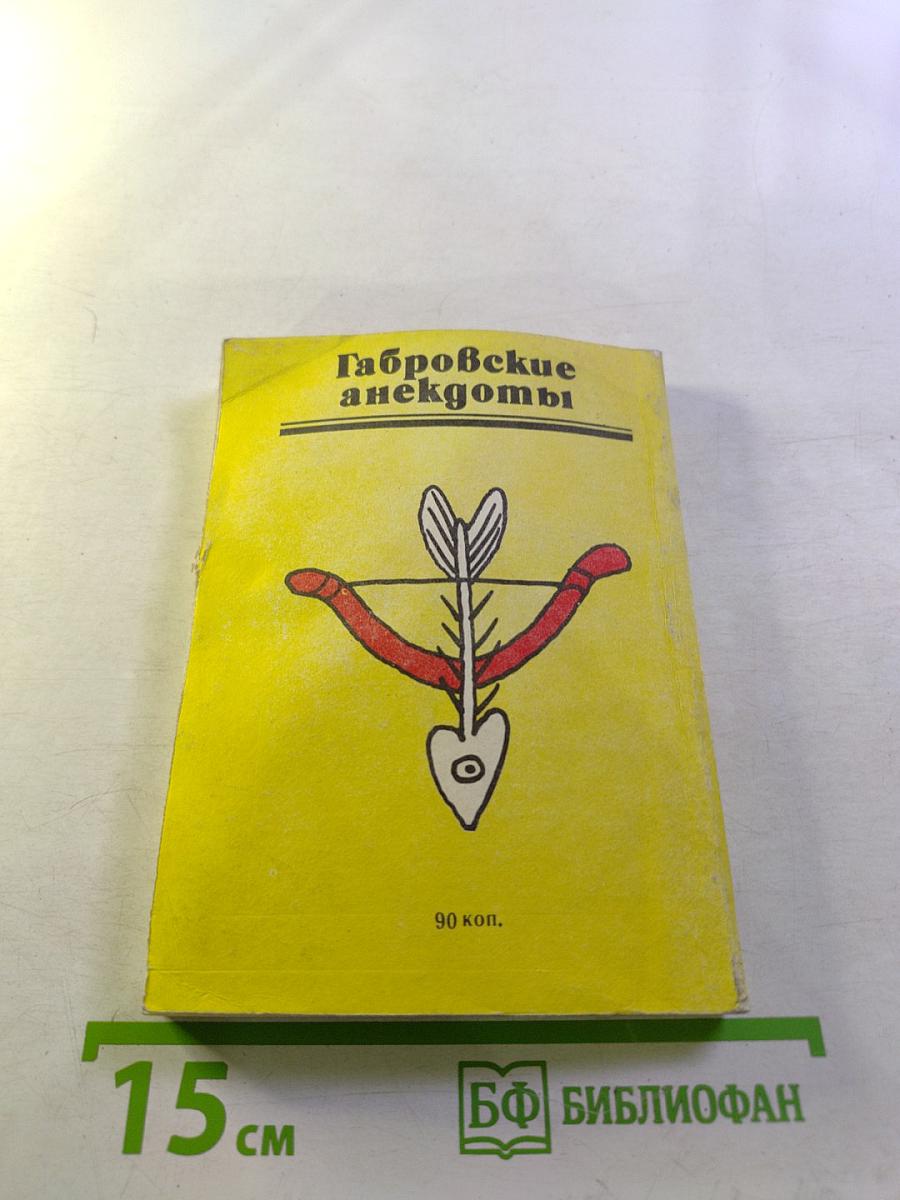 Габровские
анекдоты
90 коп.
15 см
БФ БИБЛИОФАН